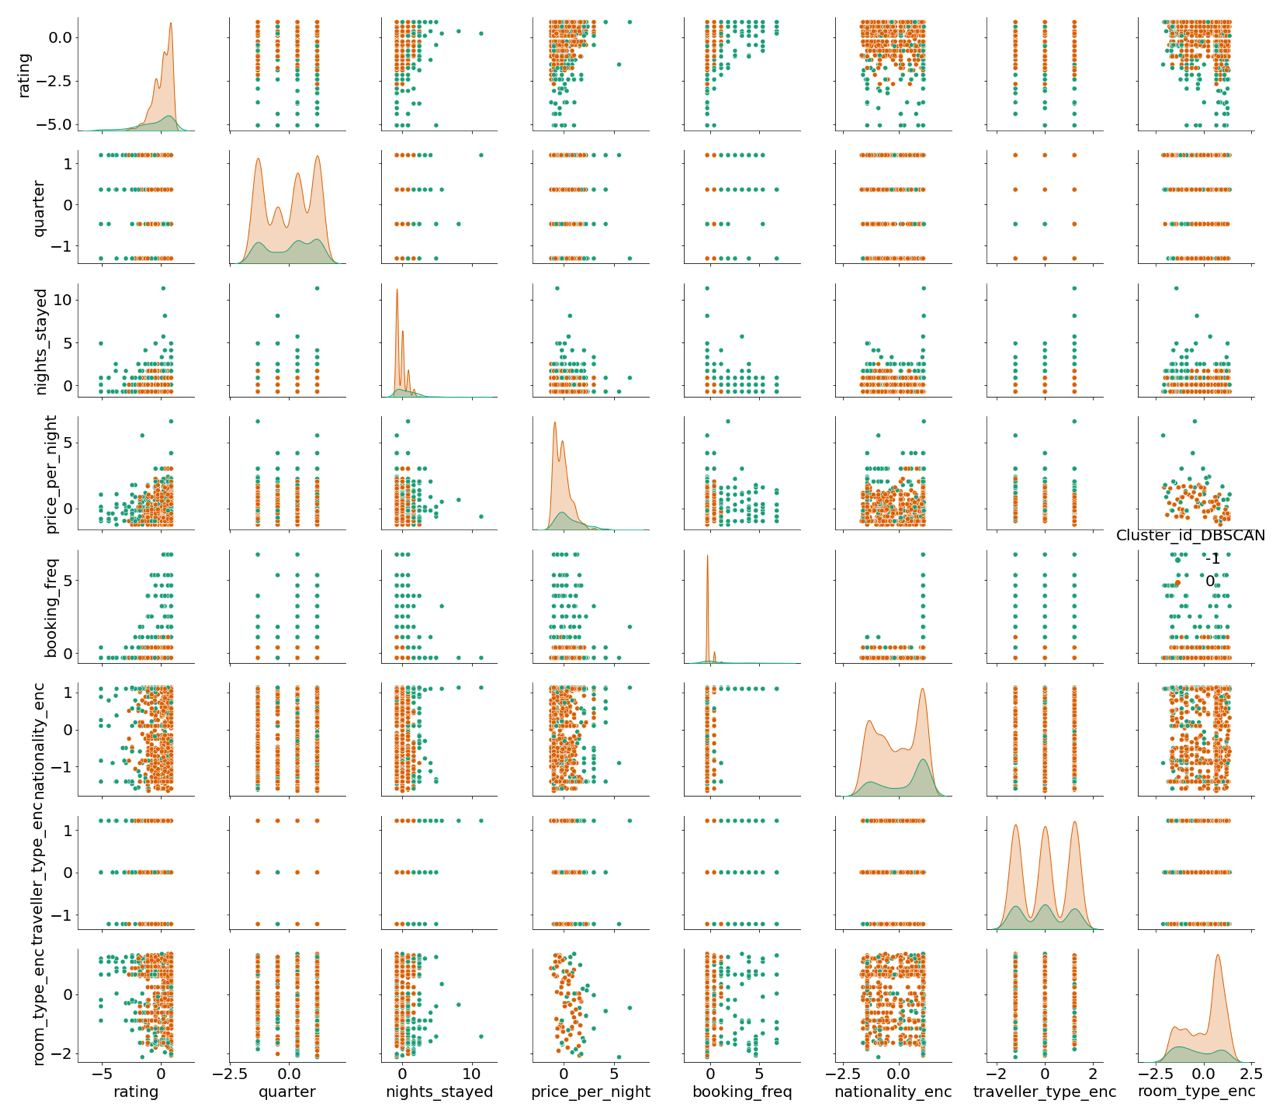 rating
0.0
−2.5
−5.0
quarter
1
0
−1
nights_stayed
10
5
0
price_per_night
5
0
Cluster_id_DBSCAN
-1
0
booking_freq
5
0
nationality_enc
1
0
−1
traveller_type_enc
1
0
−1
room_type_enc
0
−2
−5 0
−2.5 0.0
0 10
0 5
0 5
−2.5 0.0
0 2
−2.5 0.0 2.5
rating quarter nights_stayed price_per_night booking_freq nationality_enc traveller_type_enc room_type_enc